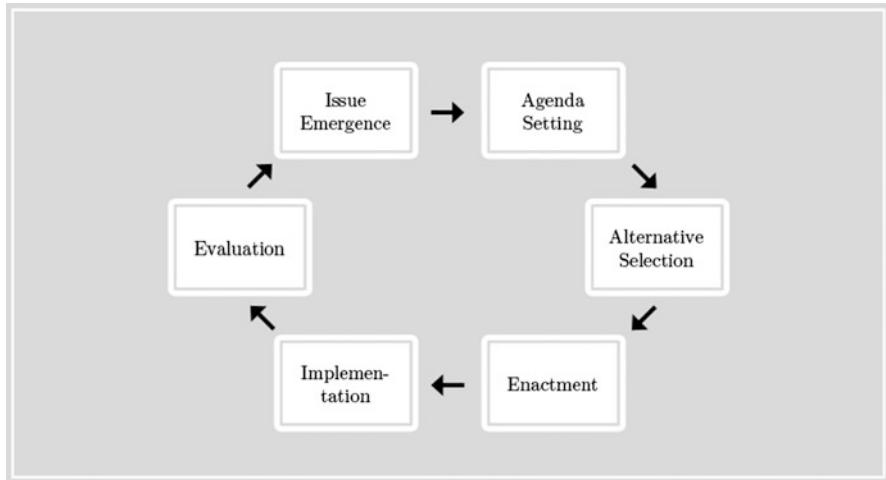 Issue
Emergence
Agenda
Setting
Alternative
Selection
Enactment
Implemen-
tation
Evaluation